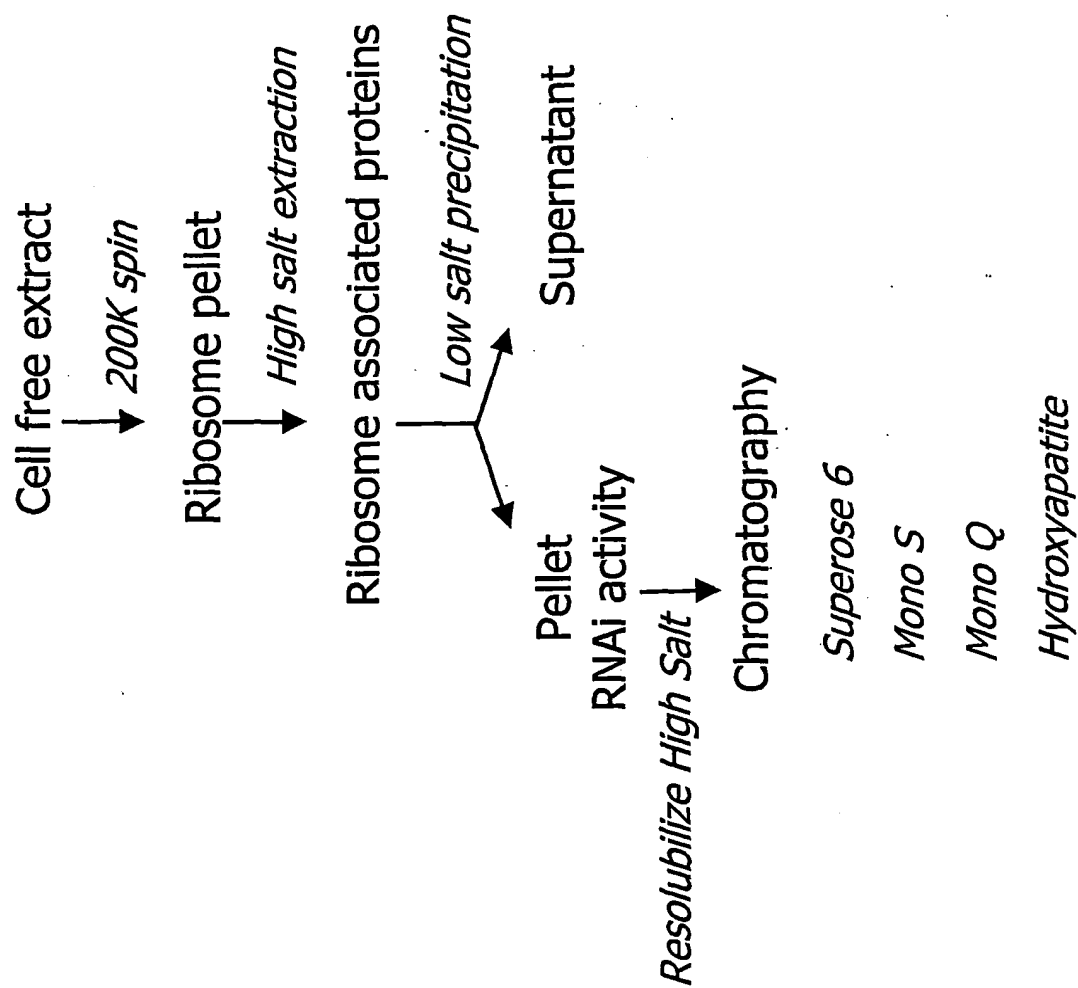 Cell free extract
200K spin
Ribosome pellet
High salt extraction
Ribosome associated proteins
Low salt precipitation
Pellet
RNAi activity
Supernatant
Resolubilize High Salt
Chromatography
Superose 6
Mono S
Mono Q
Hydroxyapatite